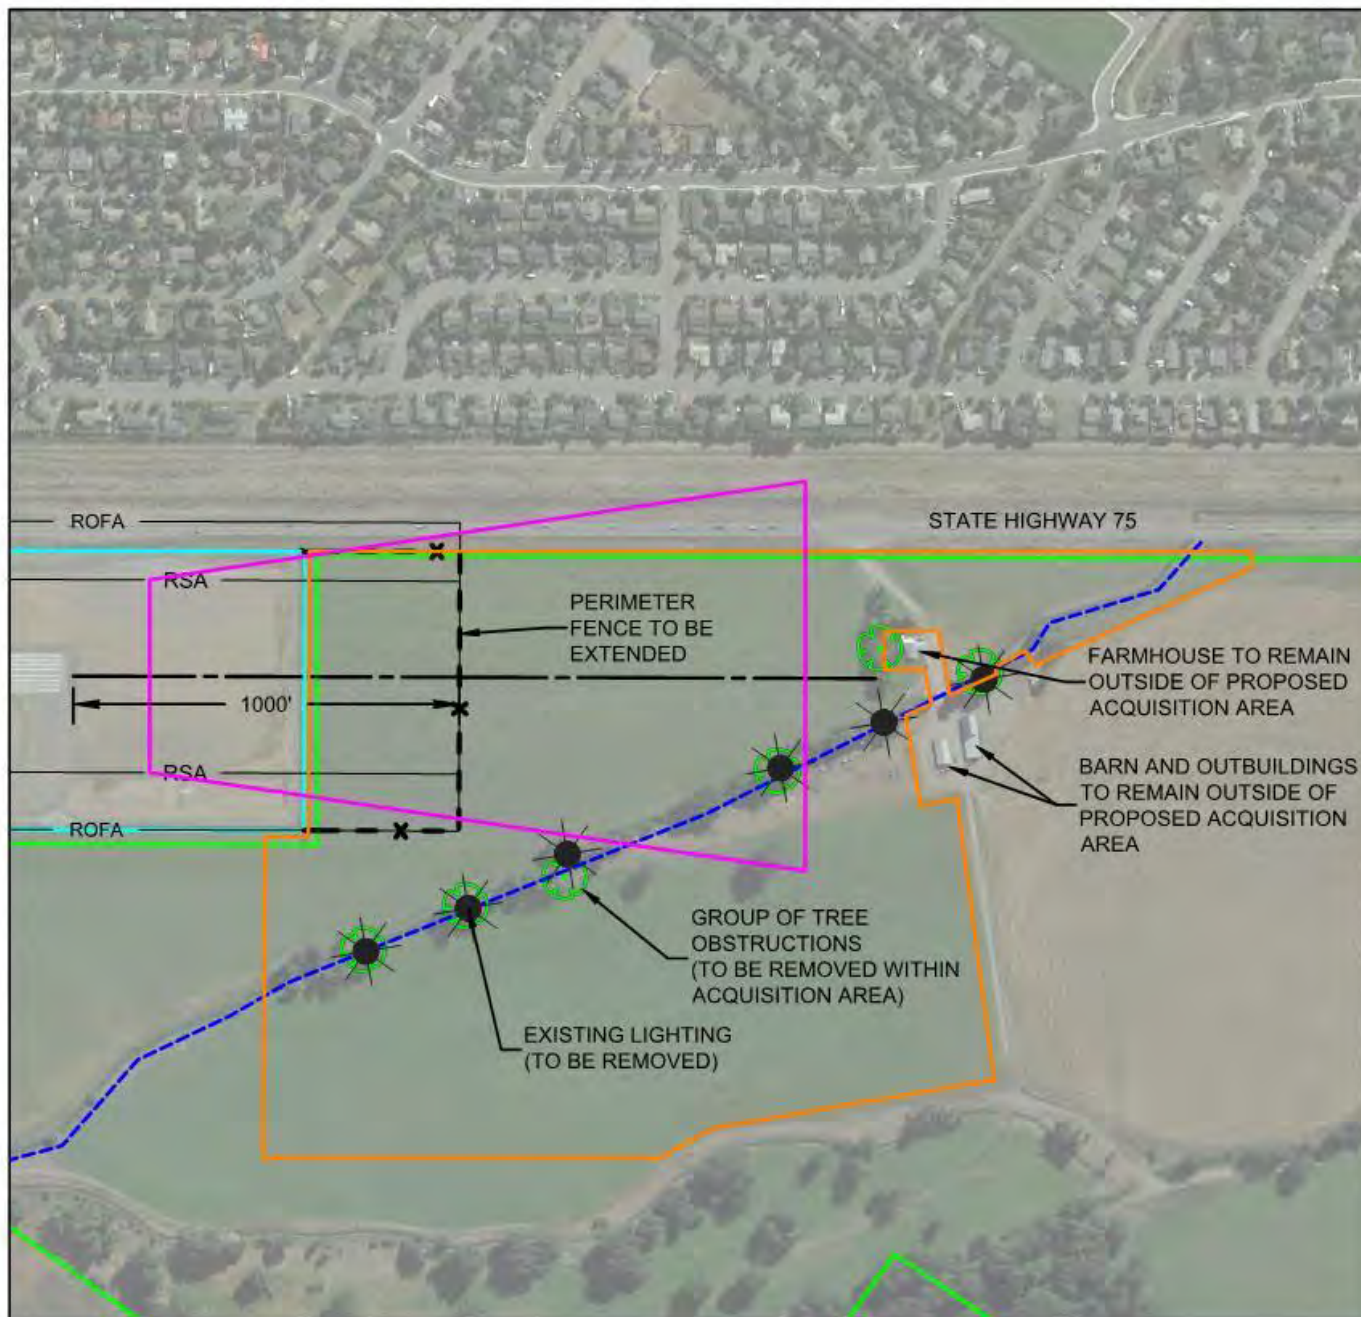 ROFA
STATE HIGHWAY 75
RSA
PERIMETER
FENCE TO BE
EXTENDED
FARMHOUSE TO REMAIN
OUTSIDE OF PROPOSED
ACQUISITION AREA
1000'
RSA
BARN AND OUTBUILDINGS
TO REMAIN OUTSIDE OF
PROPOSED ACQUISITION
AREA
ROFA
GROUP OF TREE
OBSTRUCTIONS
(TO BE REMOVED WITHIN
ACQUISITION AREA)
EXISTING LIGHTING
(TO BE REMOVED)